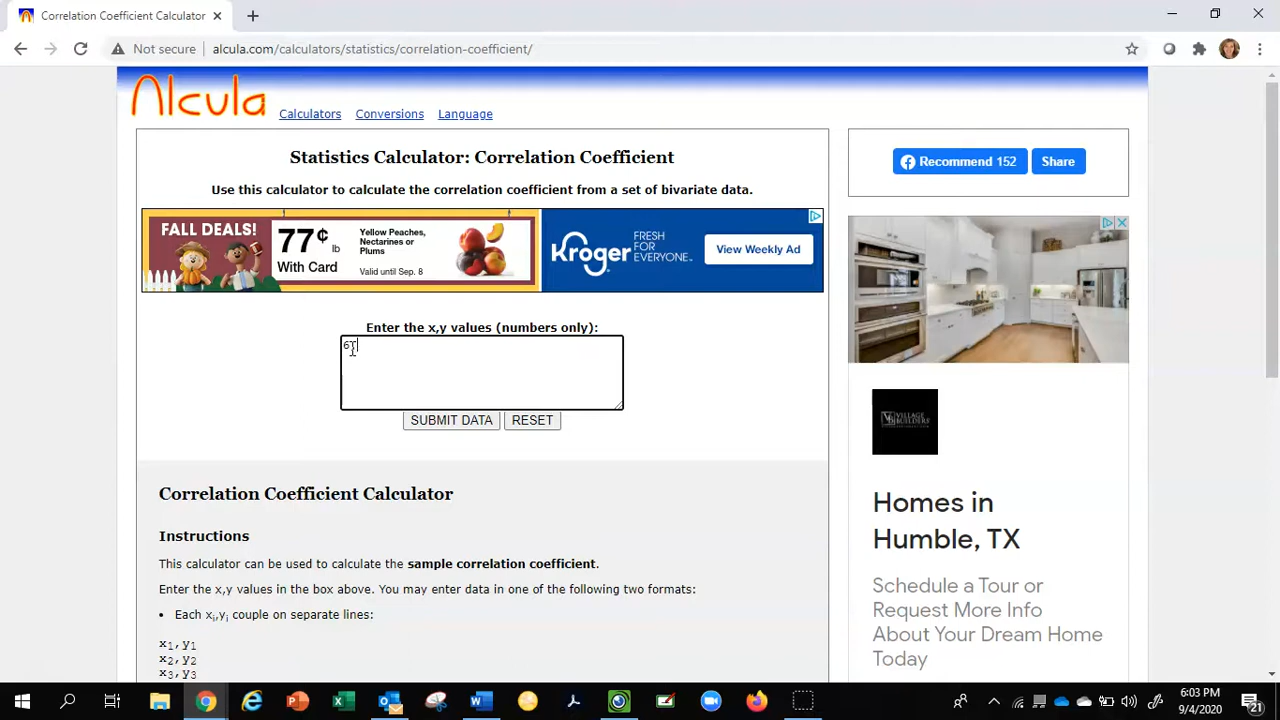 Correlation Coefficient Calculator
Not secure
alcula.com/calculators/statistics/correlation-coefficient/
Alcula
Calculators
Conversions
Language
Statistics Calculator: Correlation Coefficient
Use this calculator to calculate the correlation coefficient from a set of bivariate data.
FALL DEALS!
77¢ lb
With Card
Yellow Peaches,
Nectarines or
Plums
Valid until Sep. 8
Kroger
FRESH
FOR
EVERYONE.™
View Weekly Ad
Enter the x,y values (numbers only):
SUBMIT DATA
RESET
Correlation Coefficient Calculator
Instructions
This calculator can be used to calculate the sample correlation coefficient.
Enter the x,y values in the box above. You may enter data in one of the following two formats:
• Each xi,yi couple on separate lines:
x1,y1
x2,y2
x3,y3
Recommend 152
Share
VILLAGE
BUILDERS
Homes in
Humble, TX
Schedule a Tour or
Request More Info
About Your Dream Home
Today
6:03 PM
9/4/2020
21